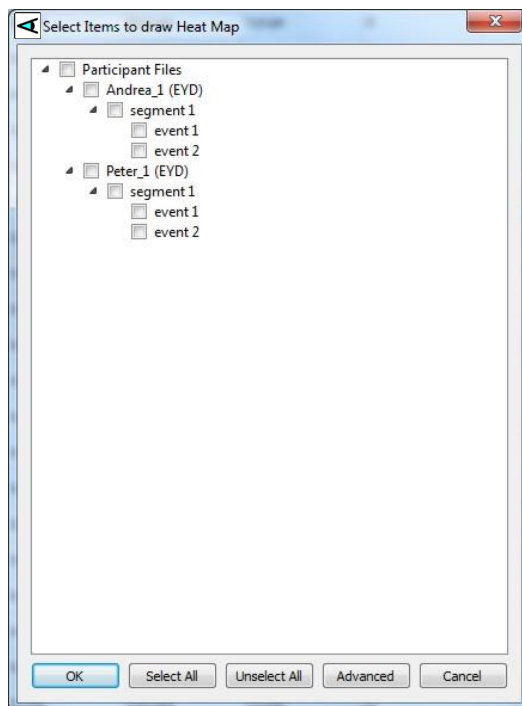 Select Items to draw Heat Map
Participant Files
Andrea_1 (EYD)
segment 1
event 1
event 2
Peter_1 (EYD)
segment 1
event 1
event 2
OK Select All Unselect All Advanced Cancel